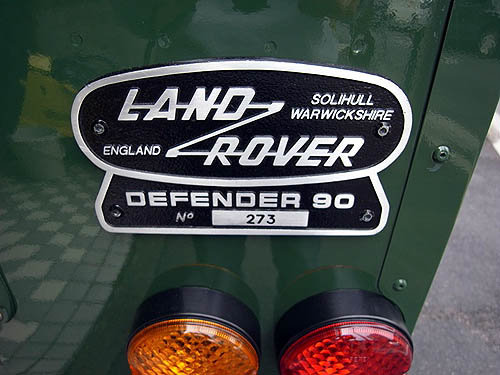 LAND ROVER
SOLIHULL
WARWICKSHIRE
ENGLAND
DEFENDER 90
No 273